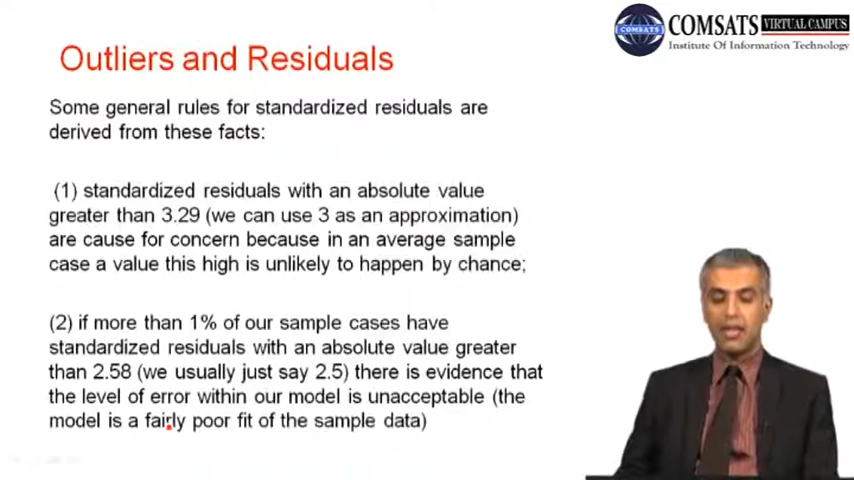 COMSATS
COMSATS VIRTUAL CAMPUS
Institute Of Information Technology
Outliers and Residuals
Some general rules for standardized residuals are
derived from these facts:
(1) standardized residuals with an absolute value
greater than 3.29 (we can use 3 as an approximation)
are cause for concern because in an average sample
case a value this high is unlikely to happen by chance;
(2) if more than 1% of our sample cases have
standardized residuals with an absolute value greater
than 2.58 (we usually just say 2.5) there is evidence that
the level of error within our model is unacceptable (the
model is a fairly poor fit of the sample data)